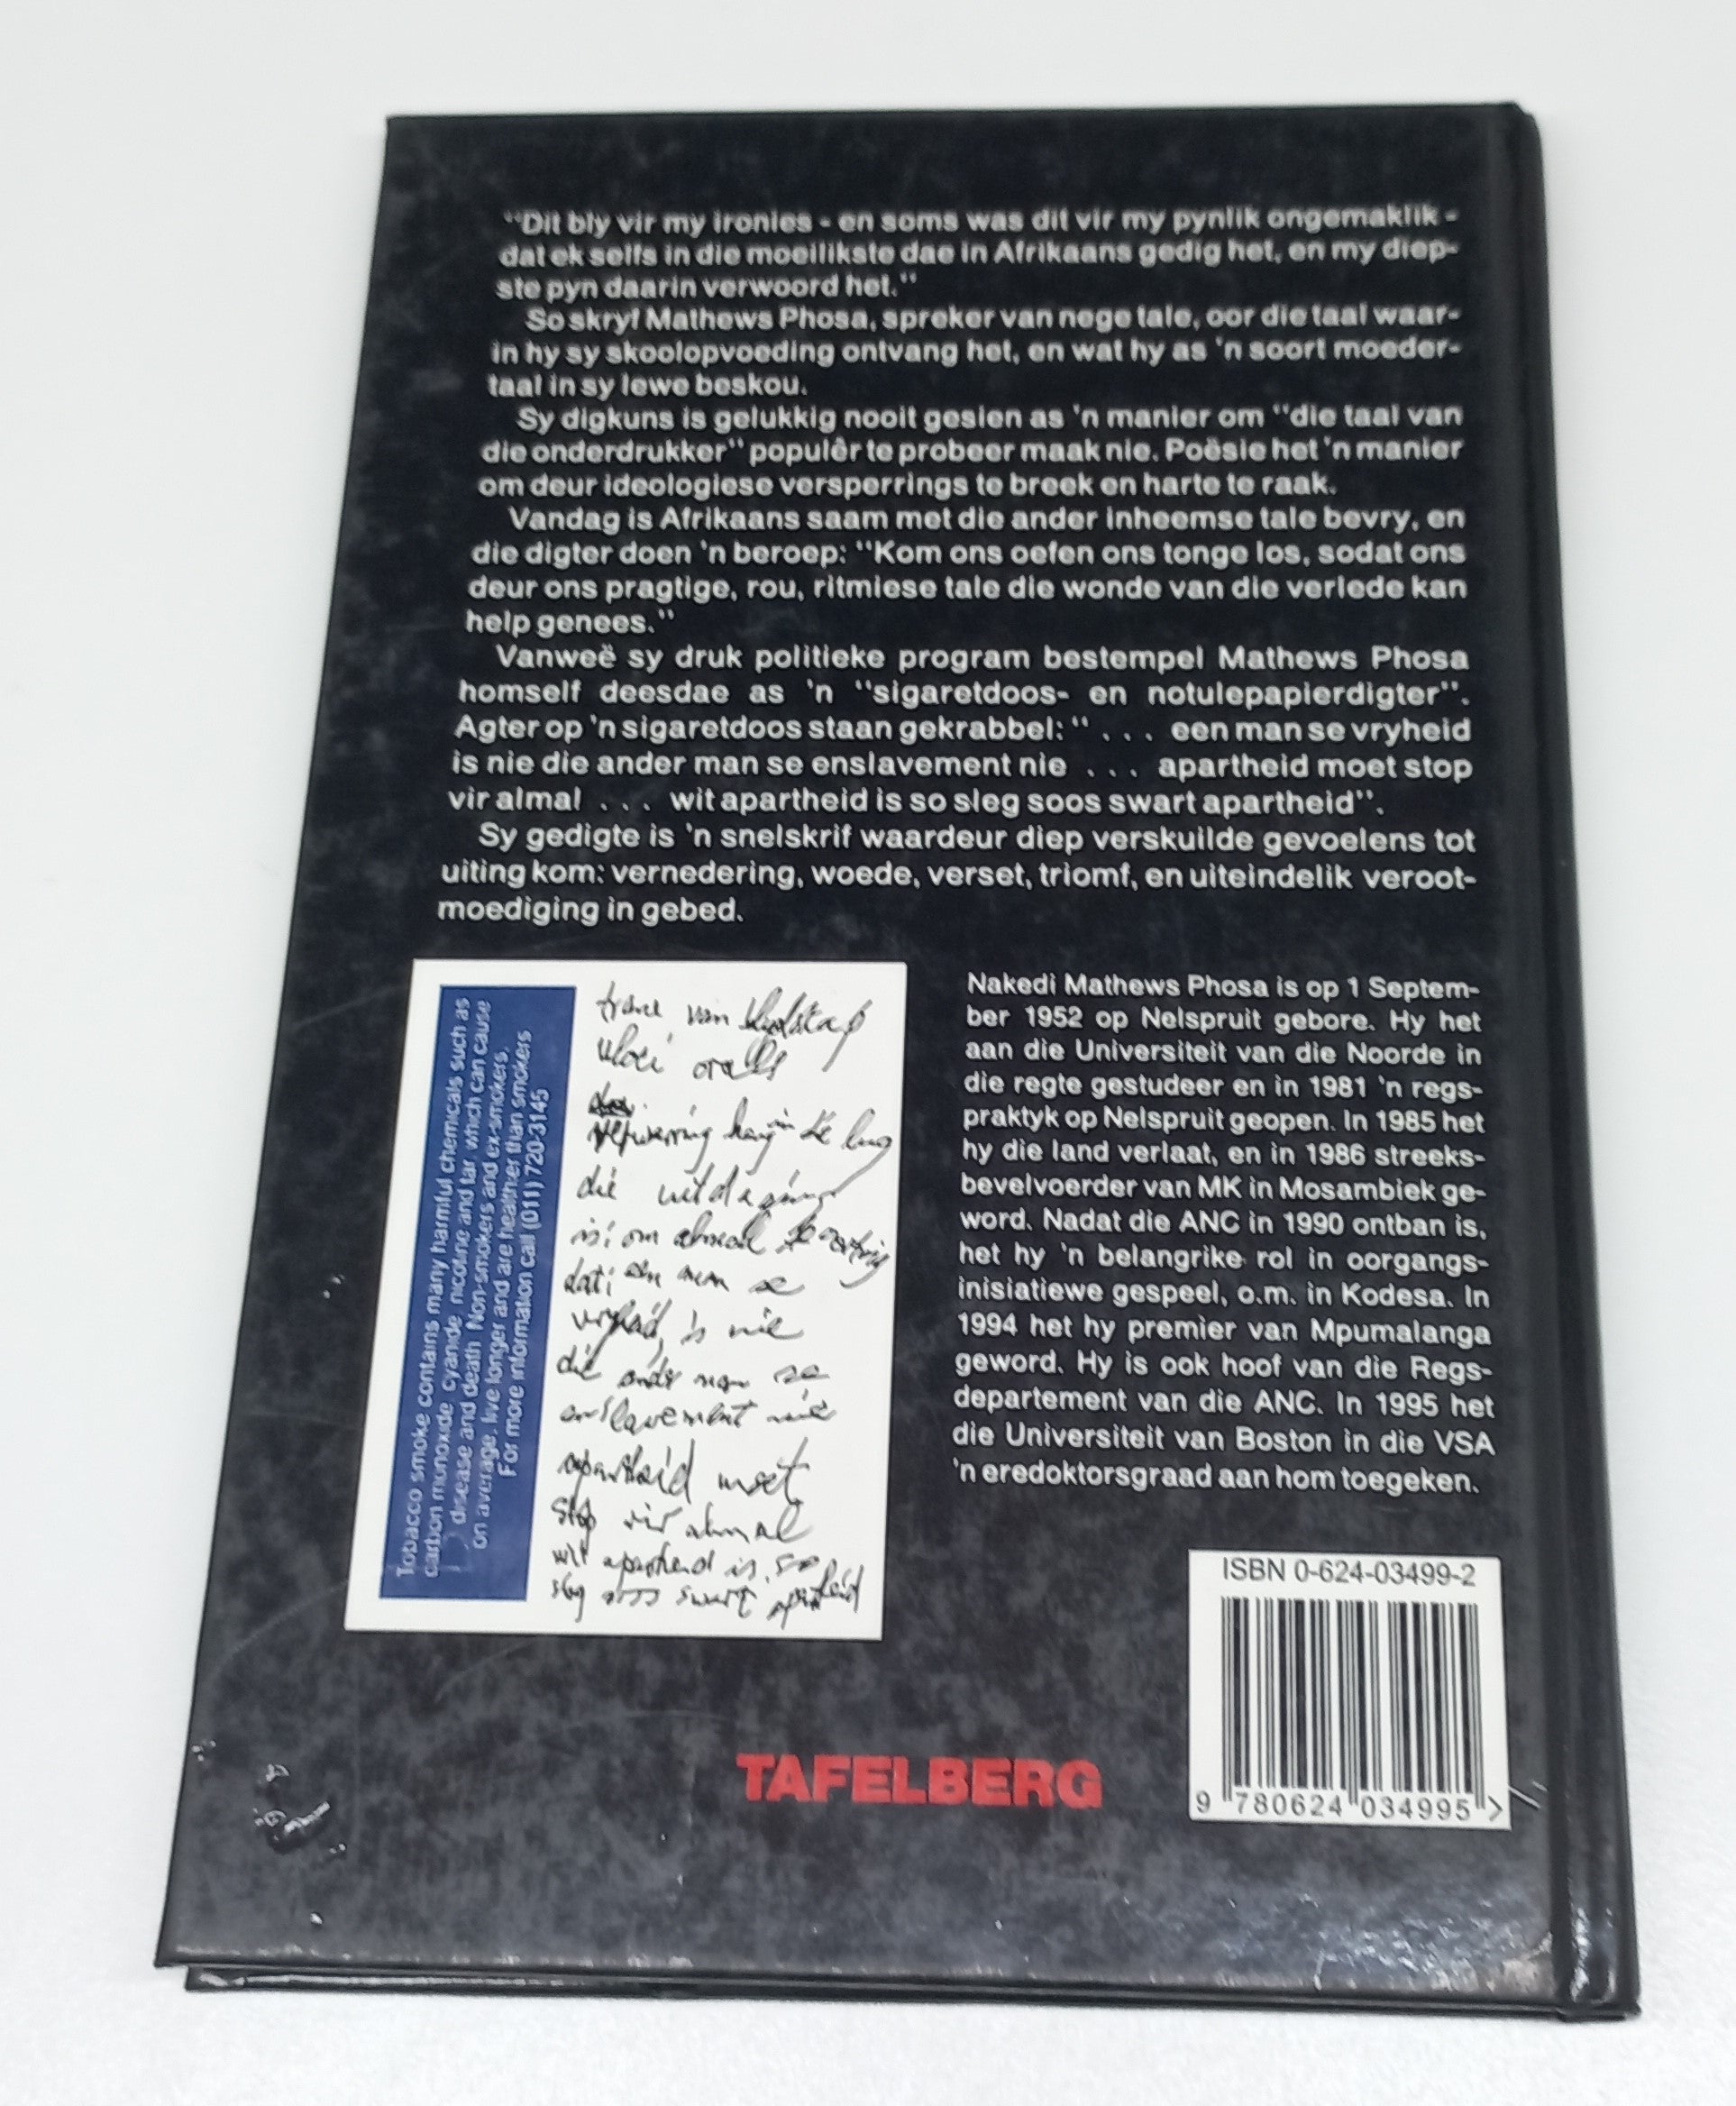 "Dit bly vir my ironies - en soms was dit vir my pynlik ongemaklik -
dat ek selfs in die moeilikste dae in Afrikaans gedig het, en my diep-
ste pyn daarin verwoord het."
So skryf Mathews Phosa, spreker van nege tale, oor die taal waar-
in hy sy skoolopvoeding ontvang het, en wat hy as 'n soort moeder-
taal in sy lewe beskou.
Sy digkuns is gelukkig nooit gesien as 'n manier om "die taal van
die onderdrukker" populêr te probeer maak nie. Poësie het 'n manier
om deur ideologiese versperrings te breek en harte te raak.
Vandag is Afrikaans saam met die ander inheemse tale bevry, en
die digter doen 'n beroep: "Kom ons oefen ons tonge los, sodat ons
deur ons pragtige, rou, ritmiese tale die wonde van die verlede kan
help genees."
Vanweë sy druk politieke program bestempel Mathews Phosa
homself deesdae as 'n "sigaretdoos- en notulepapierdigter".
Agter op 'n sigaretdoos staan gekrabbel: " . . . een man se vryheid
is nie die ander man se enslavement nie . . . apartheid moet stop
vir almal . . . wit apartheid is so sleg soos swart apartheid".
Sy gedigte is 'n snelskrif waardeur diep verskuilde gevoelens tot
uiting kom: vernedering, woede, verset, triomf, en uiteindelik veroot-
moediging in gebed.
Tobacco smoke contains many harmful chemicals such as
carbon monoxide cyanide nicotine and tar which can cause
disease and death Non-smokers and ex-smokers,
on average, live longer and are healthier than smokers
For more information call (011) 720-3145
trane van
vloei orals
hang in die lug
die uitdaging
is: om almal te
dat: een man se
vryheid, is nie
die ander man se
enslavement nie
apartheid moet
stop vir almal
wit apartheid is so
sleg soos swart apartheid
Nakedi Mathews Phosa is op 1 Septem-
ber 1952 op Nelspruit gebore. Hy het
aan die Universiteit van die Noorde in
die regte gestudeer en in 1981 'n regs-
praktyk op Nelspruit geopen. In 1985 het
hy die land verlaat, en in 1986 streeks-
bevelvoerder van MK in Mosambiek ge-
word. Nadat die ANC in 1990 ontban is,
het hy 'n belangrike rol in oorgangs-
inisiatiewe gespeel, o.m. in Kodesa. In
1994 het hy premier van Mpumalanga
geword. Hy is ook hoof van die Regs-
departement van die ANC. In 1995 het
die Universiteit van Boston in die VSA
'n eredoktorsgraad aan hom toegeken.
ISBN 0-624-03499-2
9 780624 034995 >
TAFELBERG